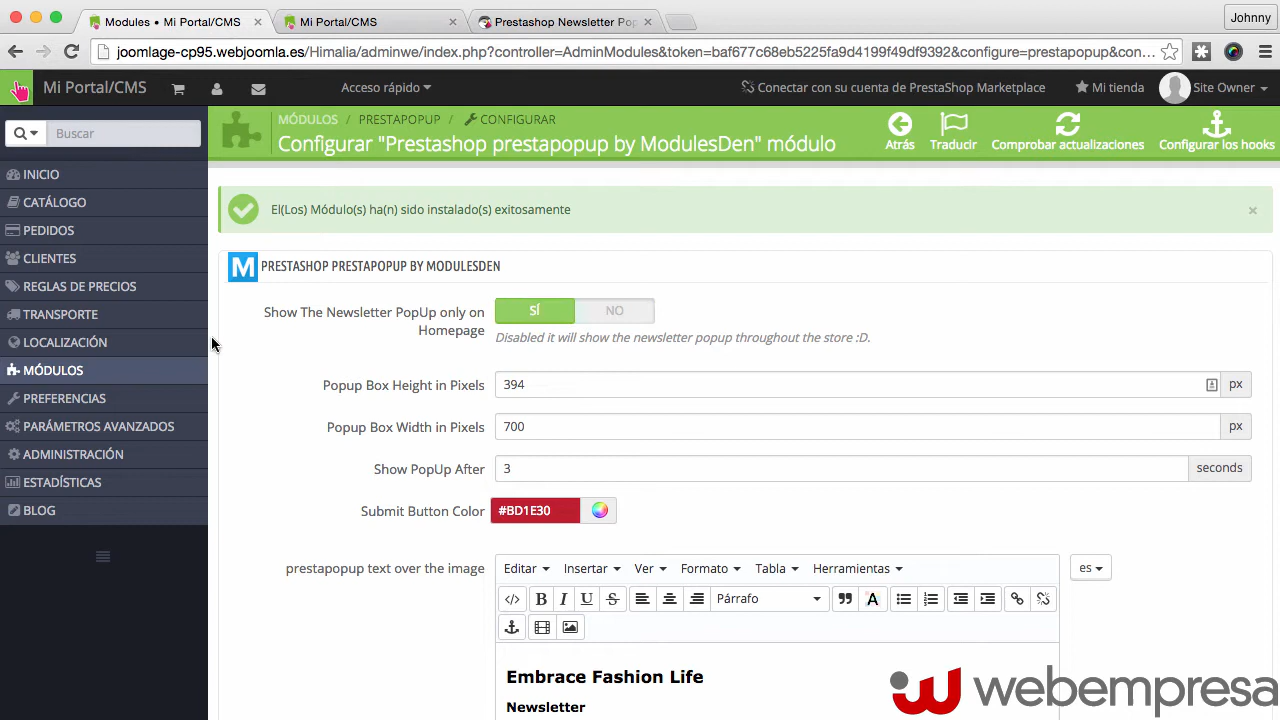 Modules • Mi Portal/CMS
Mi Portal/CMS
Prestashop Newsletter Pop
Johnny
joomlage-cp95.webjoomla.es/Himalia/adminwe/index.php?controller=AdminModules&token=baf677c68eb5225fa9d4199f49df9392&configure=prestapopup&con…
Mi Portal/CMS
Acceso rápido
Conectar con su cuenta de PrestaShop Marketplace
Mi tienda
Site Owner
Buscar
MÓDULOS / PRESTAPOPUP / CONFIGURAR
Configurar "Prestashop prestapopup by ModulesDen" módulo
Atrás
Traducir
Comprobar actualizaciones
Configurar los hooks
INICIO
CATÁLOGO
PEDIDOS
CLIENTES
REGLAS DE PRECIOS
TRANSPORTE
LOCALIZACIÓN
MÓDULOS
PREFERENCIAS
PARÁMETROS AVANZADOS
ADMINISTRACIÓN
ESTADÍSTICAS
BLOG
El(Los) Módulo(s) ha(n) sido instalado(s) exitosamente
M PRESTASHOP PRESTAPOPUP BY MODULESDEN
Show The Newsletter PopUp only on
Homepage
SÍ
NO
Disabled it will show the newsletter popup throughout the store :D.
Popup Box Height in Pixels
394
px
Popup Box Width in Pixels
700
px
Show PopUp After
3
seconds
Submit Button Color
#BD1E30
prestapopup text over the image
Editar
Insertar
Ver
Formato
Tabla
Herramientas
es
B I U S
Párrafo
A
Embrace Fashion Life
Newsletter
webempresa